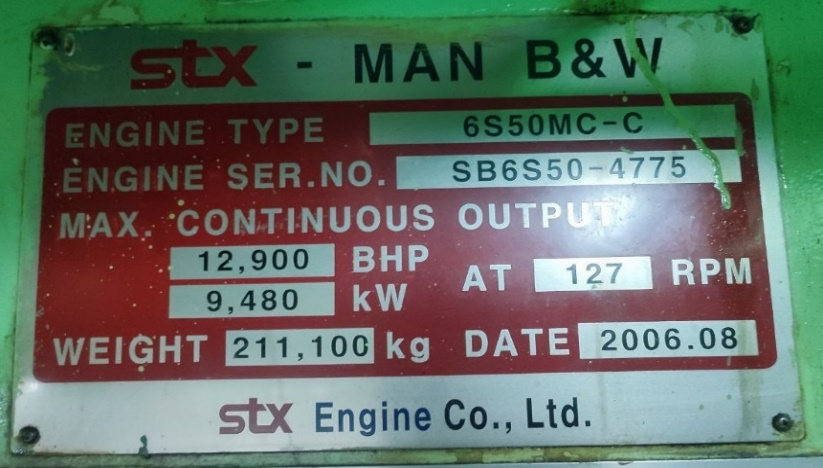 stx - MAN B&W
ENGINE TYPE 6S50MC-C
ENGINE SER.NO. SB6S50-4775
MAX. CONTINUOUS OUTPUT
12,900 BHP
9,480 kW AT 127 RPM
WEIGHT 211,100 kg DATE 2006.08
stx Engine Co., Ltd.